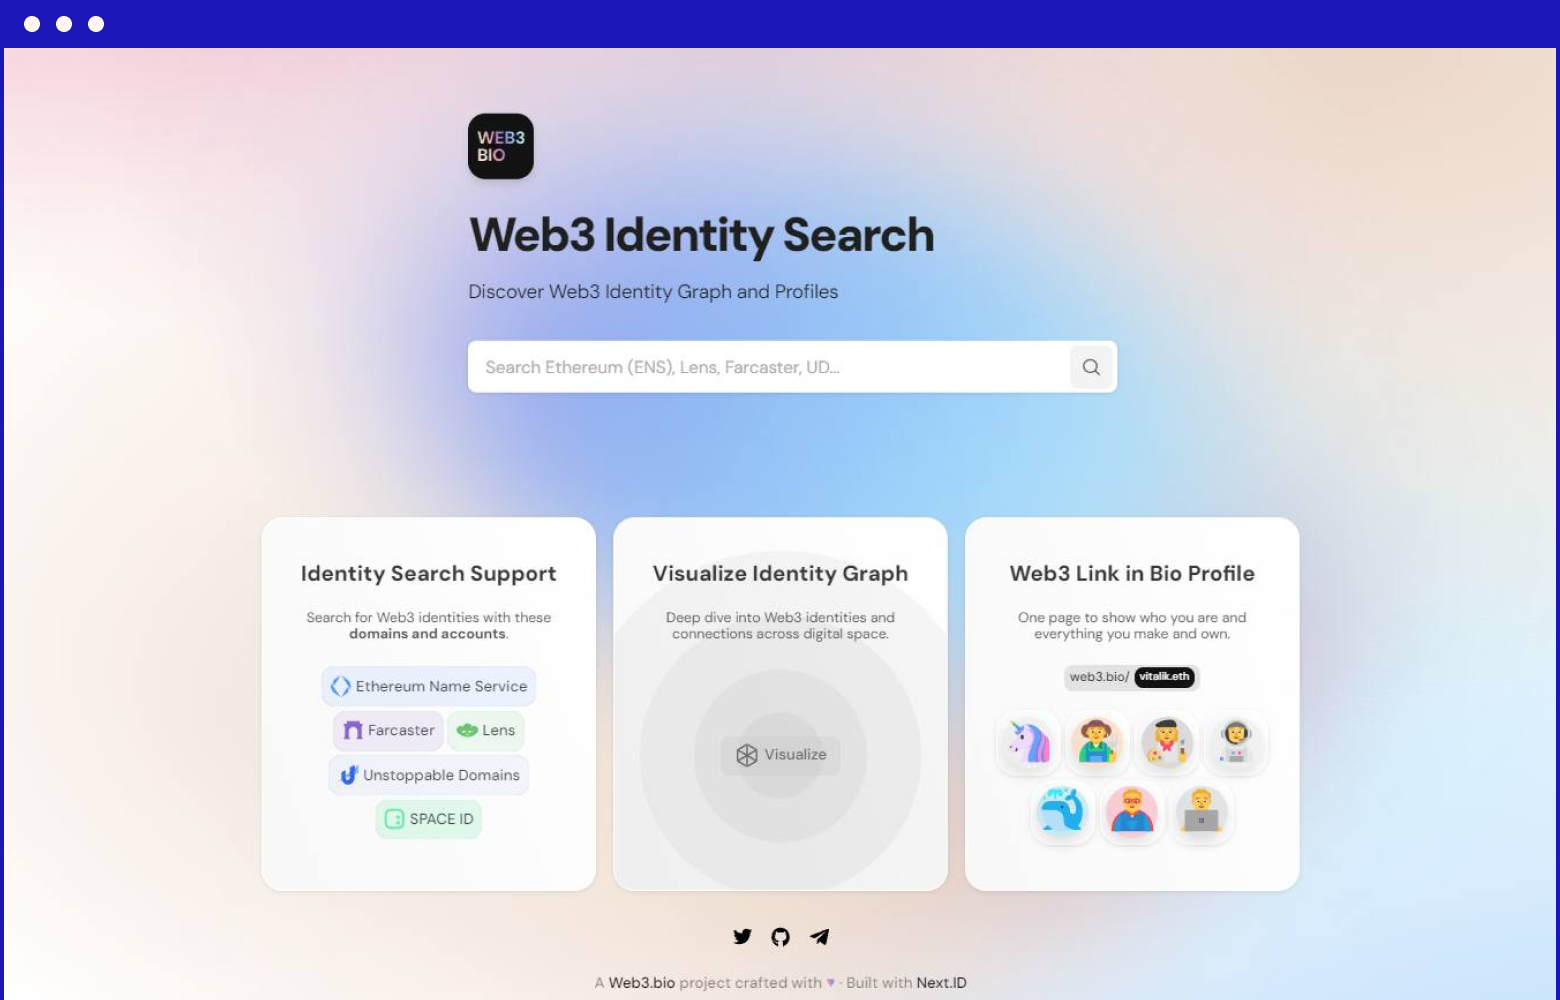 WEB3
BIO
Web3 Identity Search
Discover Web3 Identity Graph and Profiles
Search Ethereum (ENS), Lens, Farcaster, UD...
Identity Search Support
Search for Web3 identities with these
domains and accounts.
Ethereum Name Service
Farcaster
Lens
Unstoppable Domains
SPACE ID
Visualize Identity Graph
Deep dive into Web3 identities and
connections across digital space.
Visualize
Web3 Link in Bio Profile
One page to show who you are and
everything you make and own.
web3.bio/ vitalik.eth
A Web3.bio project crafted with ♥ · Built with Next.ID